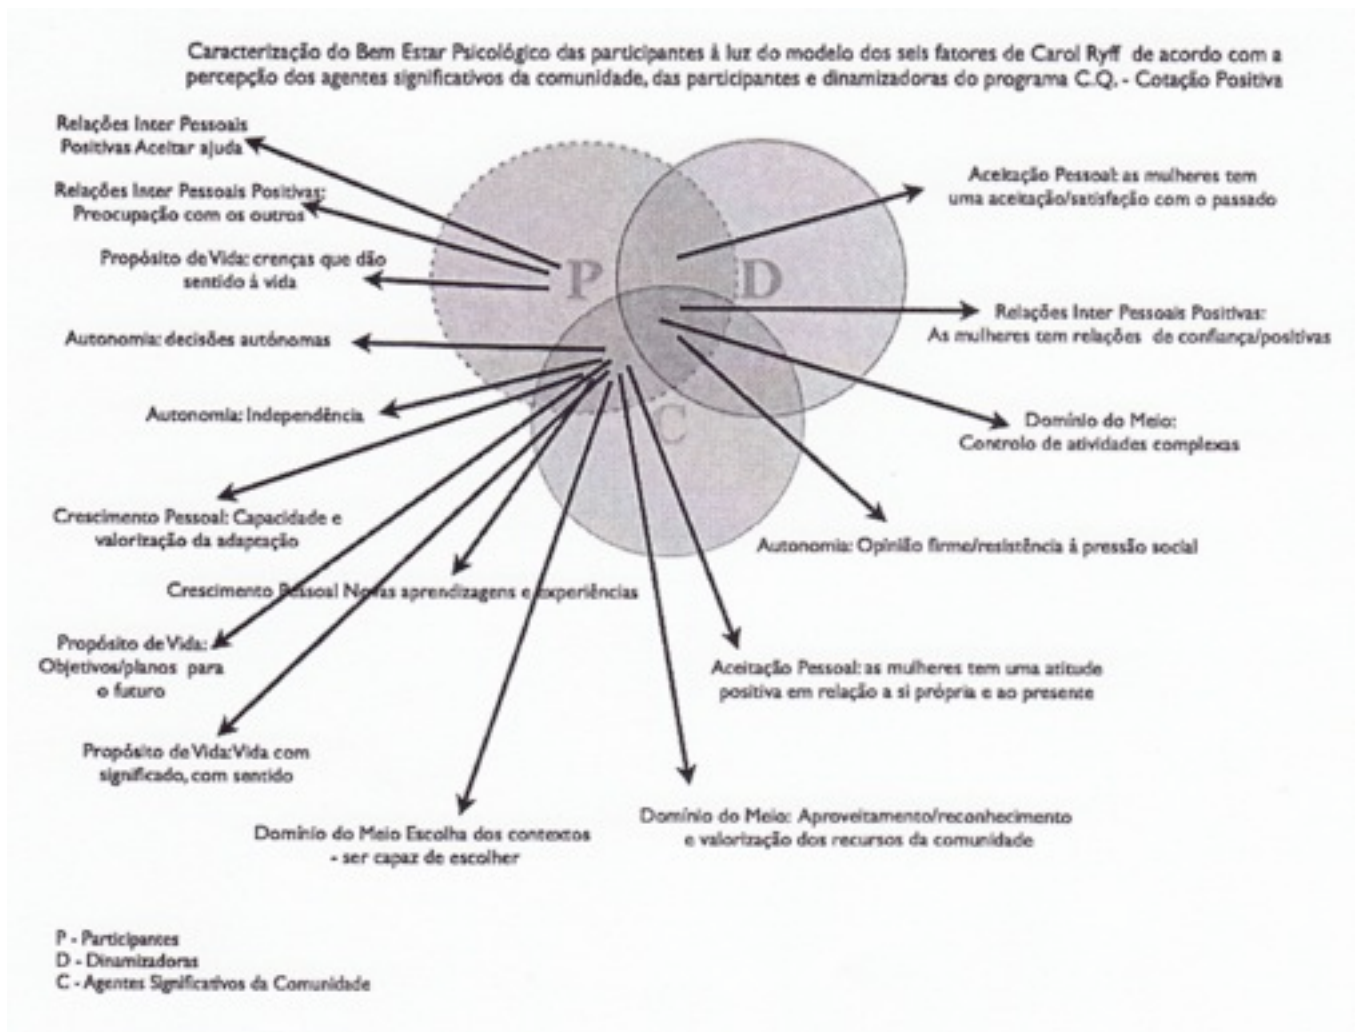 Caracterização do Bem Estar Psicológico das participantes à luz do modelo dos seis fatores de Carol Ryff de acordo com a
percepção dos agentes significativos da comunidade, das participantes e dinamizadoras do programa C.Q. - Cotação Positiva
Relações Inter Pessoais
Positivas Aceitar ajuda
Relações Inter Pessoais Positivas:
Preocupação com os outros
Propósito de Vida: crenças que dão
sentido à vida
Autonomia: decisões autónomas
Autonomia: Independência
Crescimento Pessoal: Capacidade e
valorização da adaptação
Crescimento Pessoal Novas aprendizagens e experiências
Propósito de Vida:
Objetivos/planos para
o futuro
Propósito de Vida: Vida com
significado, com sentido
Domínio do Meio Escolha dos contextos
- ser capaz de escolher
Domínio do Meio: Aproveitamento/reconhecimento
e valorização dos recursos da comunidade
Aceitação Pessoal: as mulheres tem uma atitude
positiva em relação a si própria e ao presente
Autonomia: Opinião firme/resistência à pressão social
Domínio do Meio:
Controlo de atividades complexas
Relações Inter Pessoais Positivas:
As mulheres tem relações de confiança/positivas
Aceitação Pessoal: as mulheres tem
uma aceitação/satisfação com o passado
P
D
C
P - Participantes
D - Dinamizadoras
C - Agentes Significativos da Comunidade